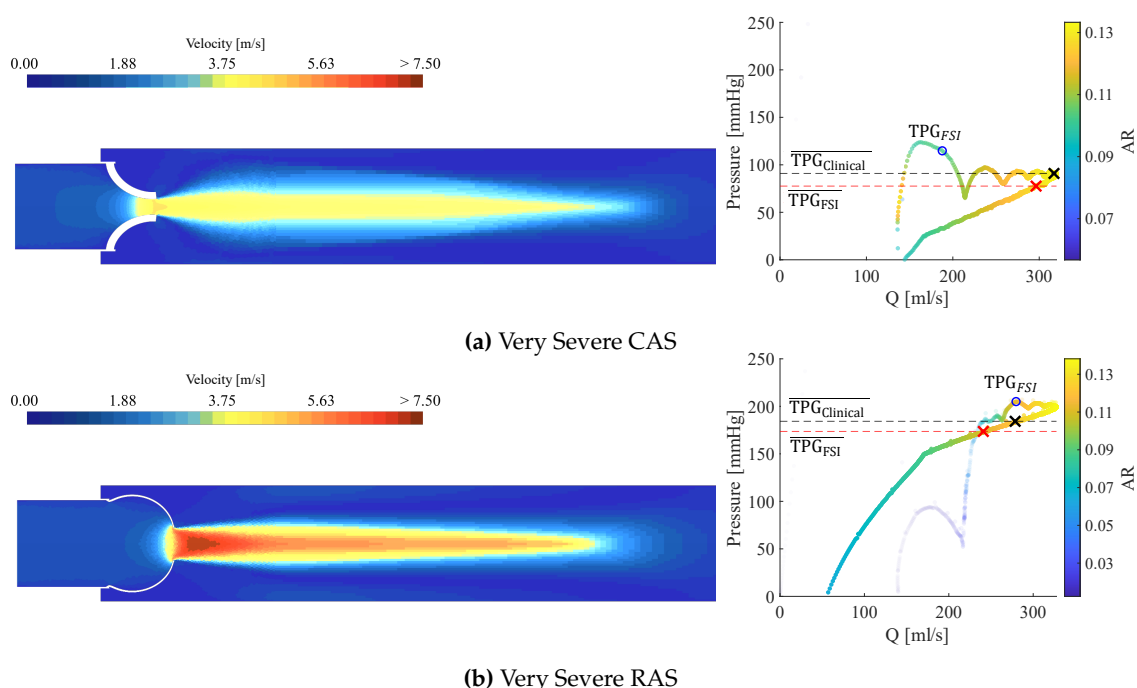 Velocity [m/s]
0.00 1.88 3.75 5.63 > 7.50
250
200
150
100
50
0
Pressure [mmHg]
TPG_FSI
TPG_Clinical
TPG_FSI
0 100 200 300
Q [ml/s]
0.13
0.11
0.09
0.07
AR
(a) Very Severe CAS
Velocity [m/s]
0.00 1.88 3.75 5.63 > 7.50
250
200
150
100
50
0
Pressure [mmHg]
TPG_FSI
TPG_Clinical
TPG_FSI
0 100 200 300
Q [ml/s]
0.13
0.11
0.09
0.07
0.05
0.03
AR
(b) Very Severe RAS